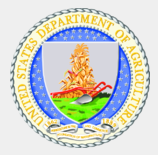 UNITED STATES DEPARTMENT OF AGRICULTURE